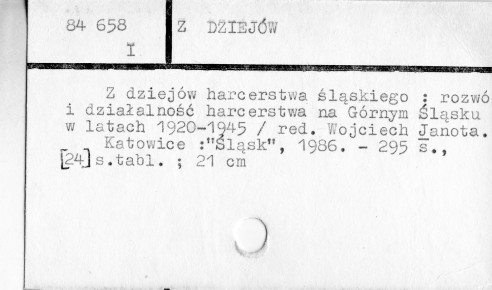 84 658
I
Z DZIEJÓW
Z dziejów harcerstwa śląskiego : rozwó
i działalność harcerstwa na Górnym Śląsku
w latach 1920-1945 / red. Wojciech Janota.
Katowice :"Śląsk", 1986. - 295 s.,
[24]s.tabl. ; 21 cm